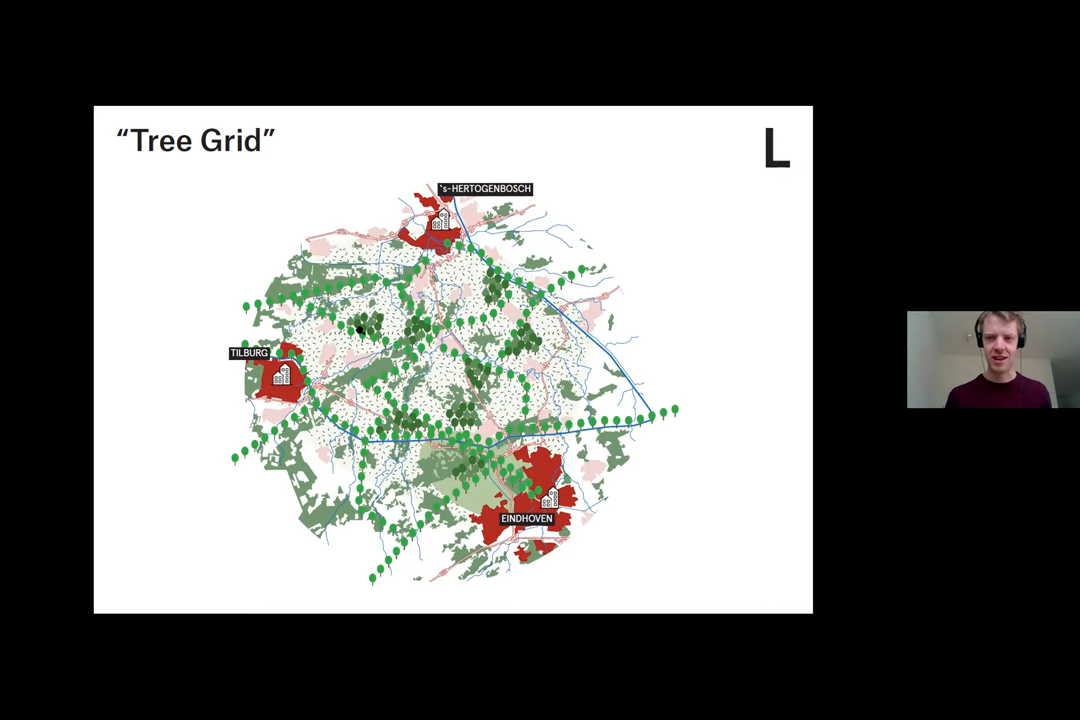 “Tree Grid”
L
‘s-HERTOGENBOSCH
TILBURG
EINDHOVEN